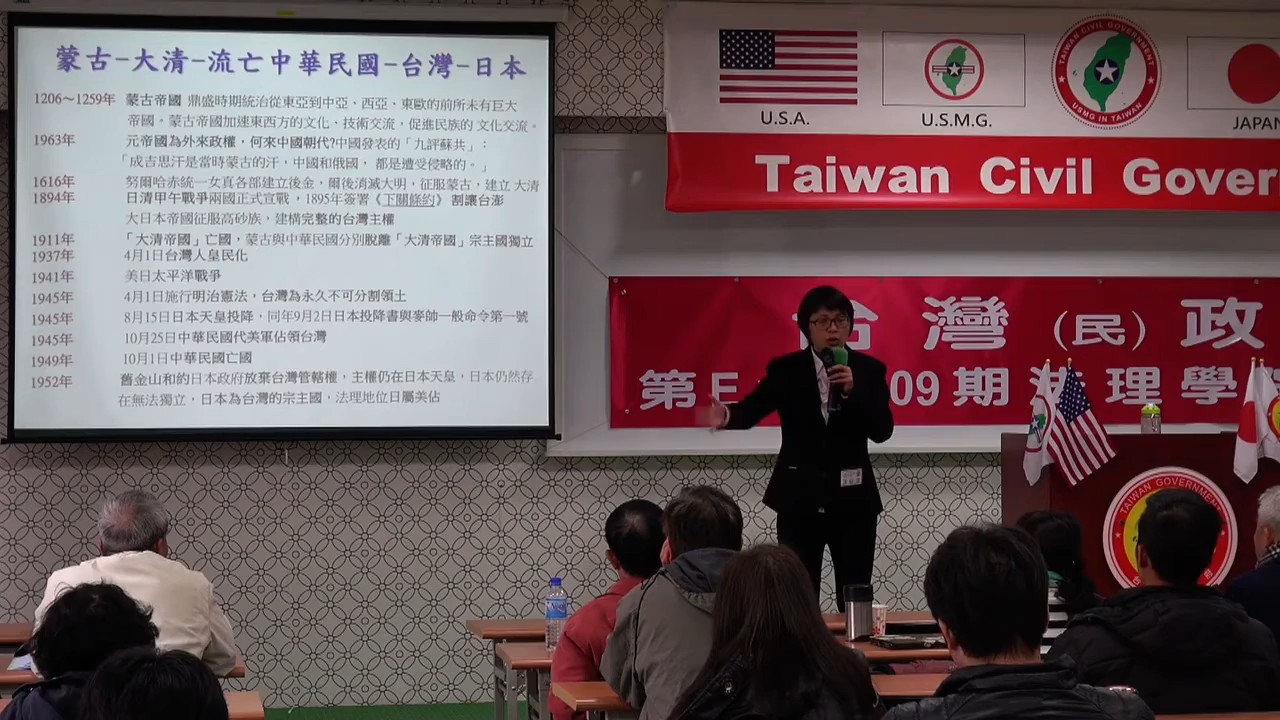 蒙古-大清-流亡中華民國-台灣-日本
1206～1259年 蒙古帝國 鼎盛時期統治從東亞到中亞、西亞、東歐的前所未有巨大
帝國。蒙古帝國加速東西方的文化、技術交流，促進民族的 文化交流。
1963年 元帝國為外來政權，何來中國朝代?中國發表的「九評蘇共」：
「成吉思汗是當時蒙古的汗，中國和俄國， 都是遭受侵略的。」
1616年 努爾哈赤統一女真各部建立後金，爾後消滅大明，征服蒙古，建立 大清
1894年 日清甲午戰爭兩國正式宣戰，1895年簽署《下關條約》 割讓台澎
大日本帝國征服高砂族，建構完整的台灣主權
1911年 「大清帝國」亡國，蒙古與中華民國分別脫離「大清帝國」宗主國獨立
1937年 4月1日台灣人皇民化
1941年 美日太平洋戰爭
1945年 4月1日施行明治憲法，台灣為永久不可分割領土
1945年 8月15日日本天皇投降，同年9月2日日本投降書與麥帥一般命令第一號
1945年 10月25日中華民國代美軍佔領台灣
1949年 10月1日中華民國亡國
1952年 舊金山和約日本政府放棄台灣管轄權，主權仍在日本天皇，日本仍然存
在無法獨立，日本為台灣的宗主國，法理地位日屬美佔
U.S.A.
U.S.M.G.
TAIWAN CIVIL GOVERNMENT
USMG IN TAIWAN
JAPAN
Taiwan Civil Gover
台灣(民)政
第E
09期法理學
TAIWAN GOVERNMENT